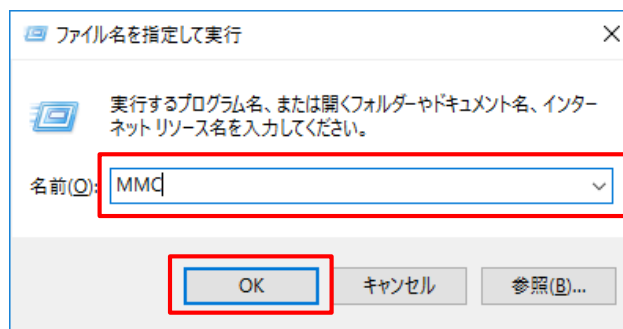 ファイル名を指定して実行
実行するプログラム名、または開くフォルダーやドキュメント名、インター
ネット リソース名を入力してください。
名前(O): MMC
OK キャンセル 参照(B)...